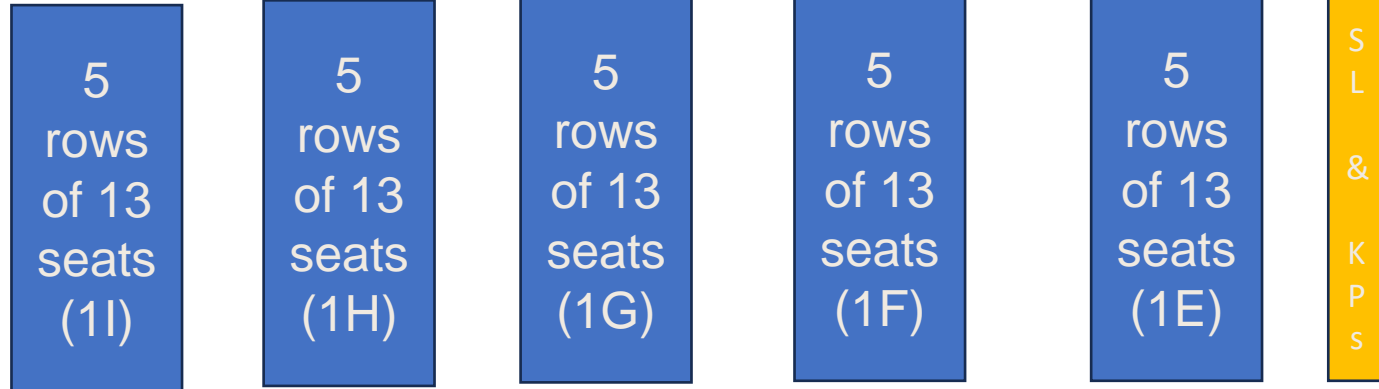 5
rows
of 13
seats
(1I)
5
rows
of 13
seats
(1H)
5
rows
of 13
seats
(1G)
5
rows
of 13
seats
(1F)
5
rows
of 13
seats
(1E)
S
L
&
K
P
s